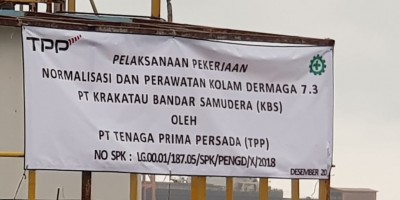 TPP
PELAKSANAAN PEKERJAAN
NORMALISASI DAN PERAWATAN KOLAM DERMAGA 7.3
PT KRAKATAU BANDAR SAMUDERA (KBS)
OLEH
PT TENAGA PRIMA PERSADA (TPP)
NO SPK : LG.00.01/187.05/SPK/PENGD/X/2018
DESEMBER 20